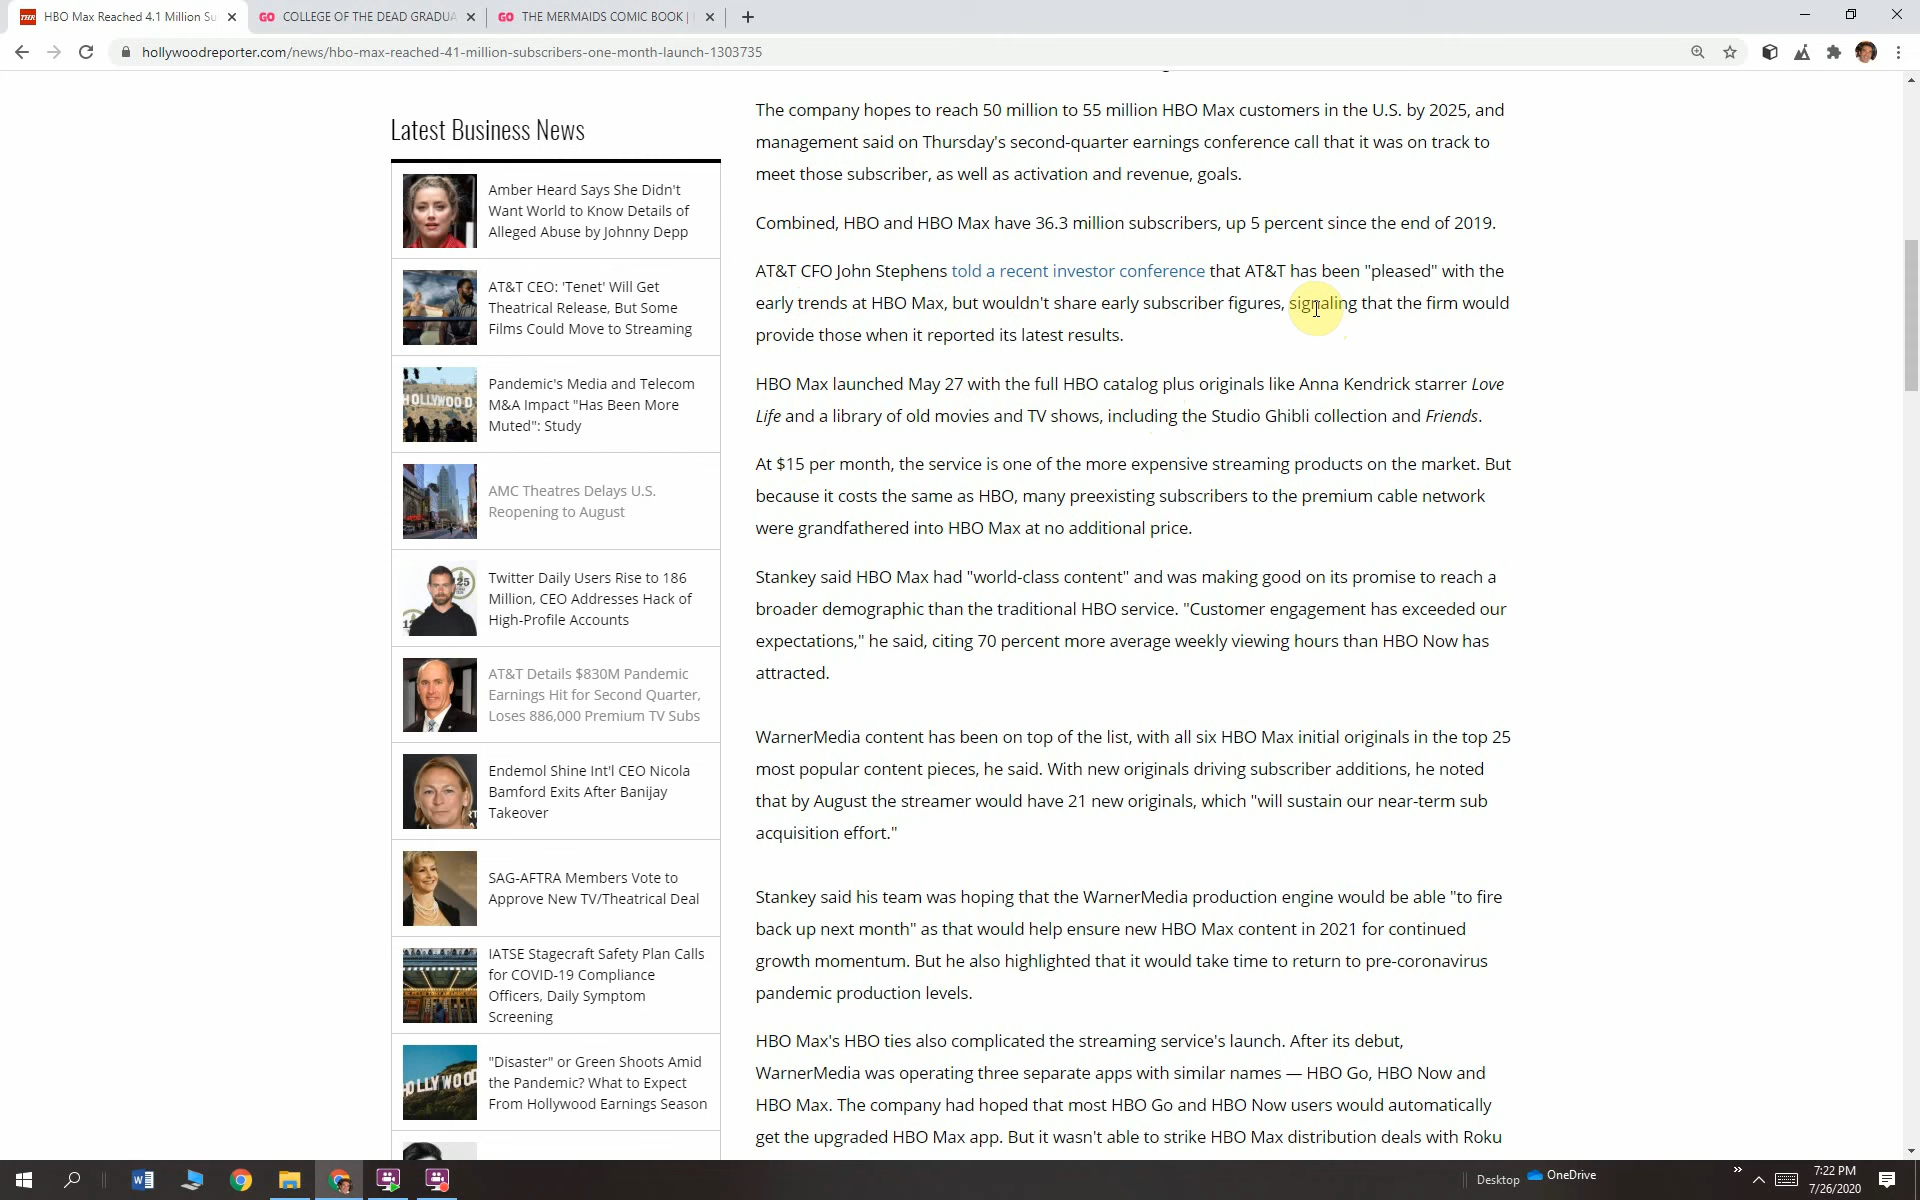 HBO Max Reached 4.1 Million Su
COLLEGE OF THE DEAD GRADUA
THE MERMAIDS COMIC BOOK |
hollywoodreporter.com/news/hbo-max-reached-41-million-subscribers-one-month-launch-1303735
Latest Business News
Amber Heard Says She Didn't
Want World to Know Details of
Alleged Abuse by Johnny Depp
AT&T CEO: 'Tenet' Will Get
Theatrical Release, But Some
Films Could Move to Streaming
Pandemic's Media and Telecom
M&A Impact "Has Been More
Muted": Study
AMC Theatres Delays U.S.
Reopening to August
Twitter Daily Users Rise to 186
Million, CEO Addresses Hack of
High-Profile Accounts
AT&T Details $830M Pandemic
Earnings Hit for Second Quarter,
Loses 886,000 Premium TV Subs
Endemol Shine Int'l CEO Nicola
Bamford Exits After Banijay
Takeover
SAG-AFTRA Members Vote to
Approve New TV/Theatrical Deal
IATSE Stagecraft Safety Plan Calls
for COVID-19 Compliance
Officers, Daily Symptom
Screening
"Disaster" or Green Shoots Amid
the Pandemic? What to Expect
From Hollywood Earnings Season
The company hopes to reach 50 million to 55 million HBO Max customers in the U.S. by 2025, and
management said on Thursday's second-quarter earnings conference call that it was on track to
meet those subscriber, as well as activation and revenue, goals.
Combined, HBO and HBO Max have 36.3 million subscribers, up 5 percent since the end of 2019.
AT&T CFO John Stephens told a recent investor conference that AT&T has been "pleased" with the
early trends at HBO Max, but wouldn't share early subscriber figures, signaling that the firm would
provide those when it reported its latest results.
HBO Max launched May 27 with the full HBO catalog plus originals like Anna Kendrick starrer Love
Life and a library of old movies and TV shows, including the Studio Ghibli collection and Friends.
At $15 per month, the service is one of the more expensive streaming products on the market. But
because it costs the same as HBO, many preexisting subscribers to the premium cable network
were grandfathered into HBO Max at no additional price.
Stankey said HBO Max had "world-class content" and was making good on its promise to reach a
broader demographic than the traditional HBO service. "Customer engagement has exceeded our
expectations," he said, citing 70 percent more average weekly viewing hours than HBO Now has
attracted.
WarnerMedia content has been on top of the list, with all six HBO Max initial originals in the top 25
most popular content pieces, he said. With new originals driving subscriber additions, he noted
that by August the streamer would have 21 new originals, which "will sustain our near-term sub
acquisition effort."
Stankey said his team was hoping that the WarnerMedia production engine would be able "to fire
back up next month" as that would help ensure new HBO Max content in 2021 for continued
growth momentum. But he also highlighted that it would take time to return to pre-coronavirus
pandemic production levels.
HBO Max's HBO ties also complicated the streaming service's launch. After its debut,
WarnerMedia was operating three separate apps with similar names — HBO Go, HBO Now and
HBO Max. The company had hoped that most HBO Go and HBO Now users would automatically
get the upgraded HBO Max app. But it wasn't able to strike HBO Max distribution deals with Roku
Desktop
OneDrive
7:22 PM
7/26/2020